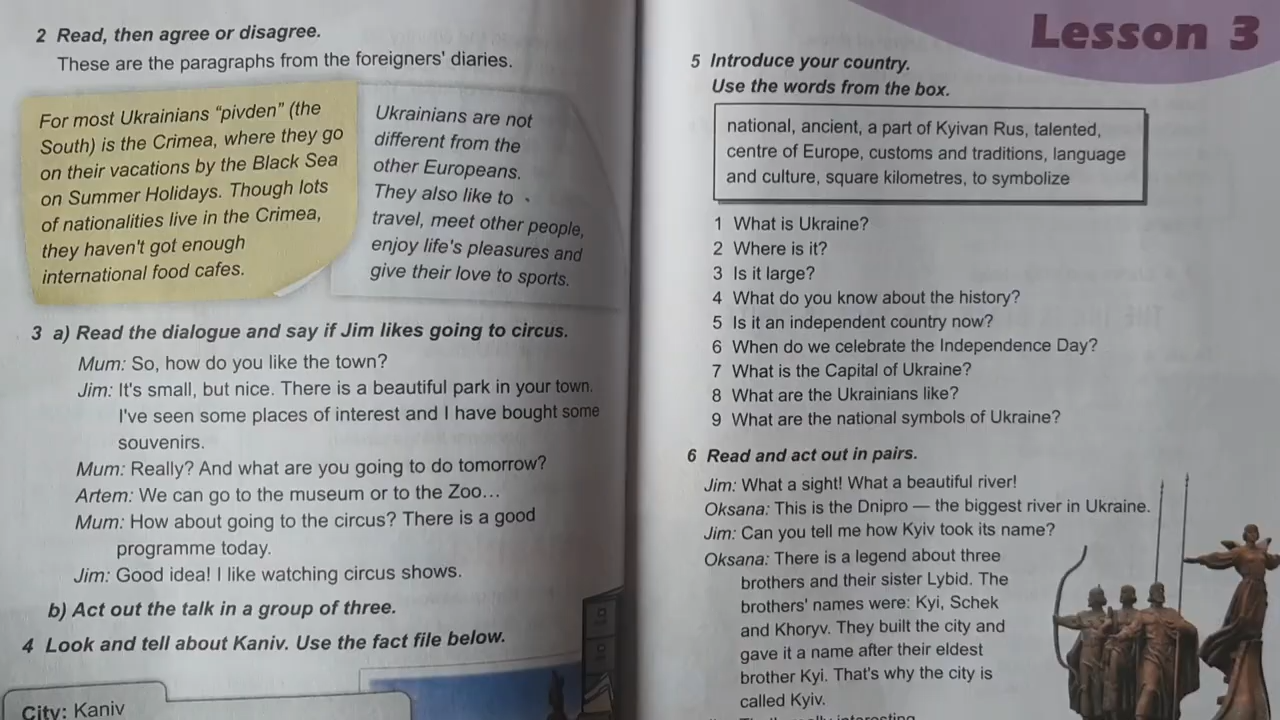 2 Read, then agree or disagree.
These are the paragraphs from the foreigners' diaries.
For most Ukrainians “pivden” (the
South) is the Crimea, where they go
on their vacations by the Black Sea
on Summer Holidays. Though lots
of nationalities live in the Crimea,
they haven't got enough
international food cafes.
Ukrainians are not
different from the
other Europeans.
They also like to
travel, meet other people,
enjoy life's pleasures and
give their love to sports.
3 a) Read the dialogue and say if Jim likes going to circus.
Mum: So, how do you like the town?
Jim: It's small, but nice. There is a beautiful park in your town.
I've seen some places of interest and I have bought some
souvenirs.
Mum: Really? And what are you going to do tomorrow?
Artem: We can go to the museum or to the Zoo…
Mum: How about going to the circus? There is a good
programme today.
Jim: Good idea! I like watching circus shows.
b) Act out the talk in a group of three.
4 Look and tell about Kaniv. Use the fact file below.
City: Kaniv
Lesson 3
5 Introduce your country.
Use the words from the box.
national, ancient, a part of Kyivan Rus, talented,
centre of Europe, customs and traditions, language
and culture, square kilometres, to symbolize
1 What is Ukraine?
2 Where is it?
3 Is it large?
4 What do you know about the history?
5 Is it an independent country now?
6 When do we celebrate the Independence Day?
7 What is the Capital of Ukraine?
8 What are the Ukrainians like?
9 What are the national symbols of Ukraine?
6 Read and act out in pairs.
Jim: What a sight! What a beautiful river!
Oksana: This is the Dnipro — the biggest river in Ukraine.
Jim: Can you tell me how Kyiv took its name?
Oksana: There is a legend about three
brothers and their sister Lybid. The
brothers' names were: Kyi, Schek
and Khoryv. They built the city and
gave it a name after their eldest
brother Kyi. That's why the city is
called Kyiv.